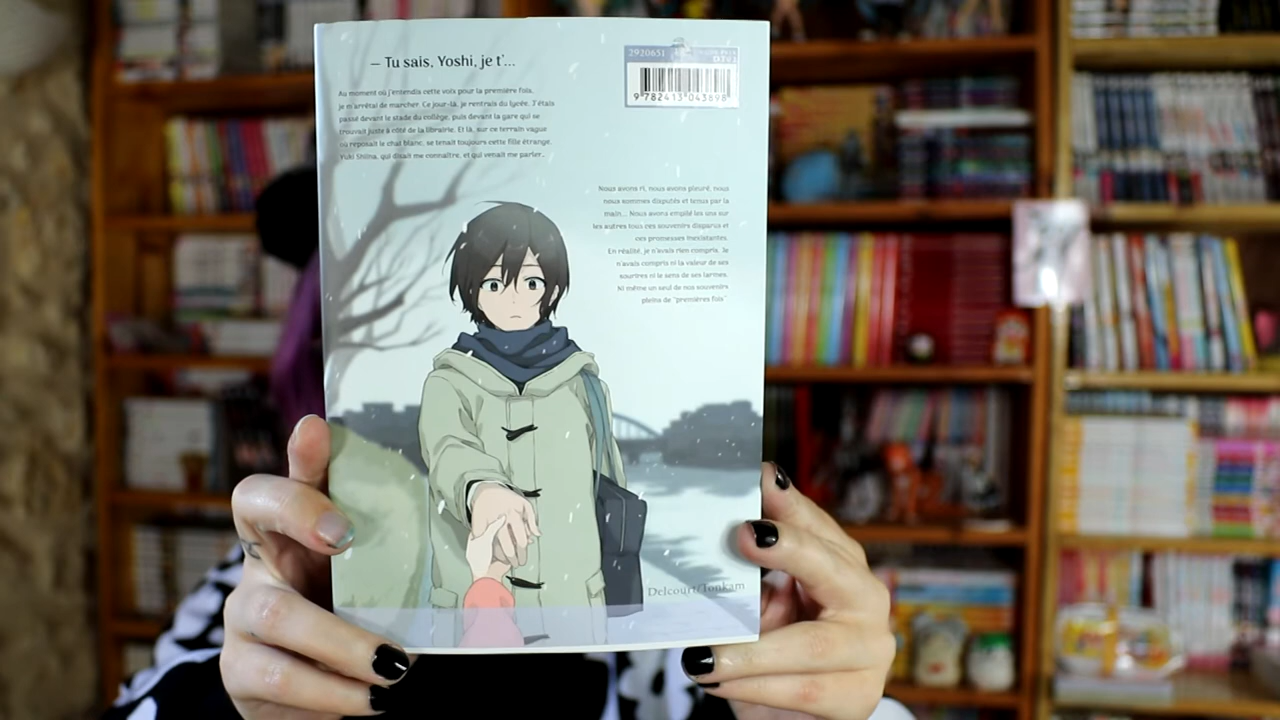 – Tu sais, Yoshi, je t'...
2920651
9 782413 043898
Au moment où j'entendis cette voix pour la première fois,
je m'arrêtai de marcher. Ce jour-là, je rentrais du lycée. J'étais
passé devant le stade du collège, puis devant la gare qui se
trouvait juste à côté de la librairie. Et là, sur ce terrain vague
où reposait le chat blanc, se tenait toujours cette fille étrange,
Yuki Shiina, qui disait me connaître, et qui venait me parler...
Nous avons ri, nous avons pleuré, nous
nous sommes disputés et tenus par la
main... Nous avons empilé les uns sur
les autres tous ces souvenirs disparus et
ces promesses inexistantes.
En réalité, je n'avais rien compris. Je
n'avais compris ni la valeur de ses
sourires ni le sens de ses larmes.
Ni même un seul de nos souvenirs
pleins de "premières fois"
Delcourt/Tonkam